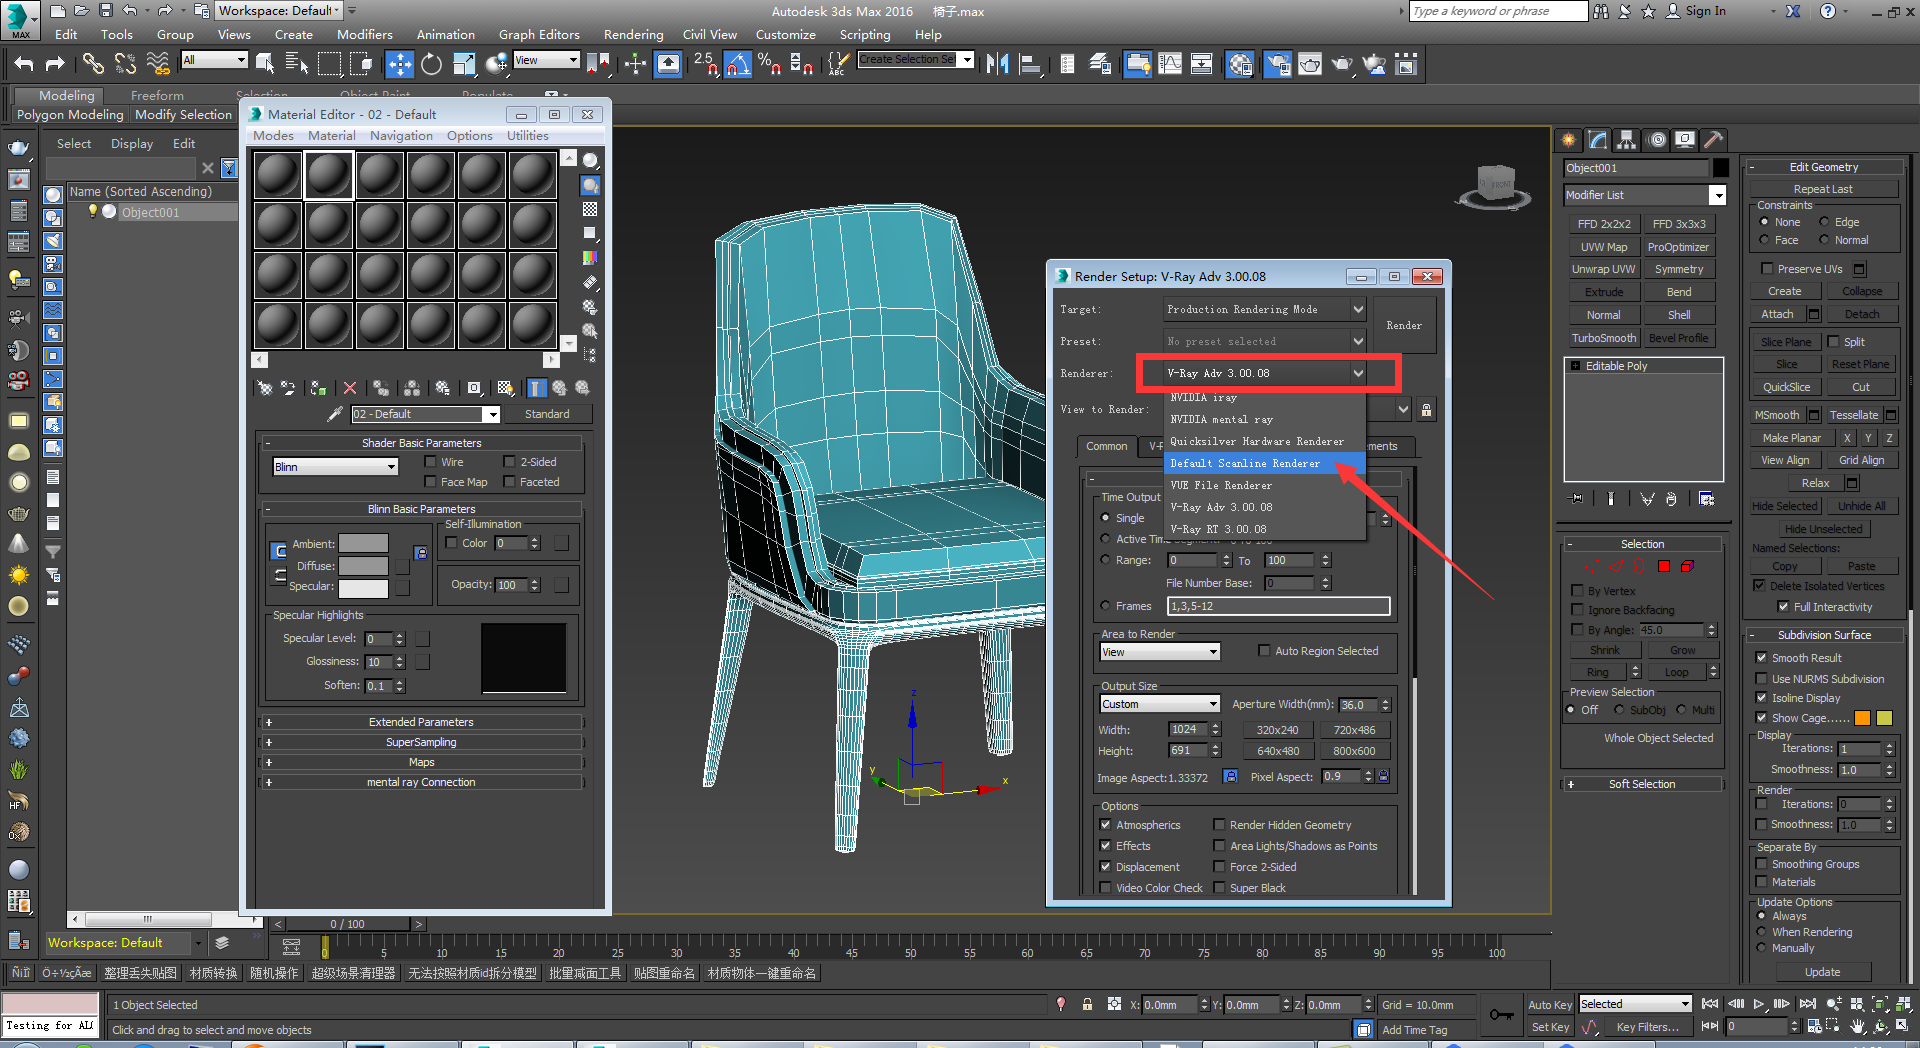 Workspace: Default
Autodesk 3ds Max 2016 椅子.max
Type a keyword or phrase
Sign In
MAX
Edit Tools Group Views Create Modifiers Animation Graph Editors Rendering Civil View Customize Scripting Help
All
View
2.5
Create Selection Se
Modeling Freeform Selection Object Paint Populate
Polygon Modeling Modify Selection
Select Display Edit
Name (Sorted Ascending)
Object001
Material Editor - 02 - Default
Modes Material Navigation Options Utilities
02 - Default
Standard
Shader Basic Parameters
Blinn
Wire
2-Sided
Face Map
Faceted
Blinn Basic Parameters
Self-Illumination
Ambient:
Color 0
Diffuse:
Specular:
Opacity: 100
Specular Highlights
Specular Level: 0
Glossiness: 10
Soften: 0.1
Extended Parameters
SuperSampling
Maps
mental ray Connection
FRONT
z
y
x
Render Setup: V-Ray Adv 3.00.08
Target: Production Rendering Mode
Render
Preset: No preset selected
Renderer: V-Ray Adv 3.00.08
View to Render:
NVIDIA iray
NVIDIA mental ray
Quicksilver Hardware Renderer
Default Scanline Renderer
VUE File Renderer
V-Ray Adv 3.00.08
V-Ray RT 3.00.08
Common
Time Output
Single
Active Time
Range: 0 To 100
File Number Base: 0
Frames 1,3,5-12
Area to Render
View
Auto Region Selected
Output Size
Custom
Aperture Width(mm): 36.0
Width: 1024 320x240 720x486
Height: 691 640x480 800x600
Image Aspect:1.33372 Pixel Aspect: 0.9
Options
Atmospherics Render Hidden Geometry
Effects Area Lights/Shadows as Points
Displacement Force 2-Sided
Video Color Check Super Black
Object001
Modifier List
FFD 2x2x2 FFD 3x3x3
UVW Map ProOptimizer
Unwrap UVW Symmetry
Extrude Bend
Normal Shell
TurboSmooth Bevel Profile
Editable Poly
Selection
By Vertex
Ignore Backfacing
By Angle: 45.0
Shrink Grow
Ring Loop
Preview Selection
Off SubObj Multi
Whole Object Selected
Soft Selection
Edit Geometry
Repeat Last
Constraints
None Edge
Face Normal
Preserve UVs
Create Collapse
Attach Detach
Slice Plane Split
Slice Reset Plane
QuickSlice Cut
MSmooth Tessellate
Make Planar X Y Z
View Align Grid Align
Relax
Hide Selected Unhide All
Hide Unselected
Named Selections:
Copy Paste
Delete Isolated Vertices
Full Interactivity
Subdivision Surface
Smooth Result
Use NURMS Subdivision
Isoline Display
Show Cage......
Display
Iterations: 1
Smoothness: 1.0
Render
Iterations: 0
Smoothness: 1.0
Separate By
Smoothing Groups
Materials
Update Options
Always
When Rendering
Manually
Update
0 / 100
Workspace: Default
0 5 10 15 20 25 30 35 40 45 50 55 60 65 70 75 80 85 90 95 100
整理丢失贴图 材质转换 随机操作 超级场景清理器 无法按照材质id拆分模型 批量减面工具 贴图重命名 材质物体一键重命名
1 Object Selected
X: 0.0mm Y: 0.0mm Z: 0.0mm Grid = 10.0mm
Auto Key Selected
Testing for
Click and drag to select and move objects
Add Time Tag
Set Key Key Filters... 0